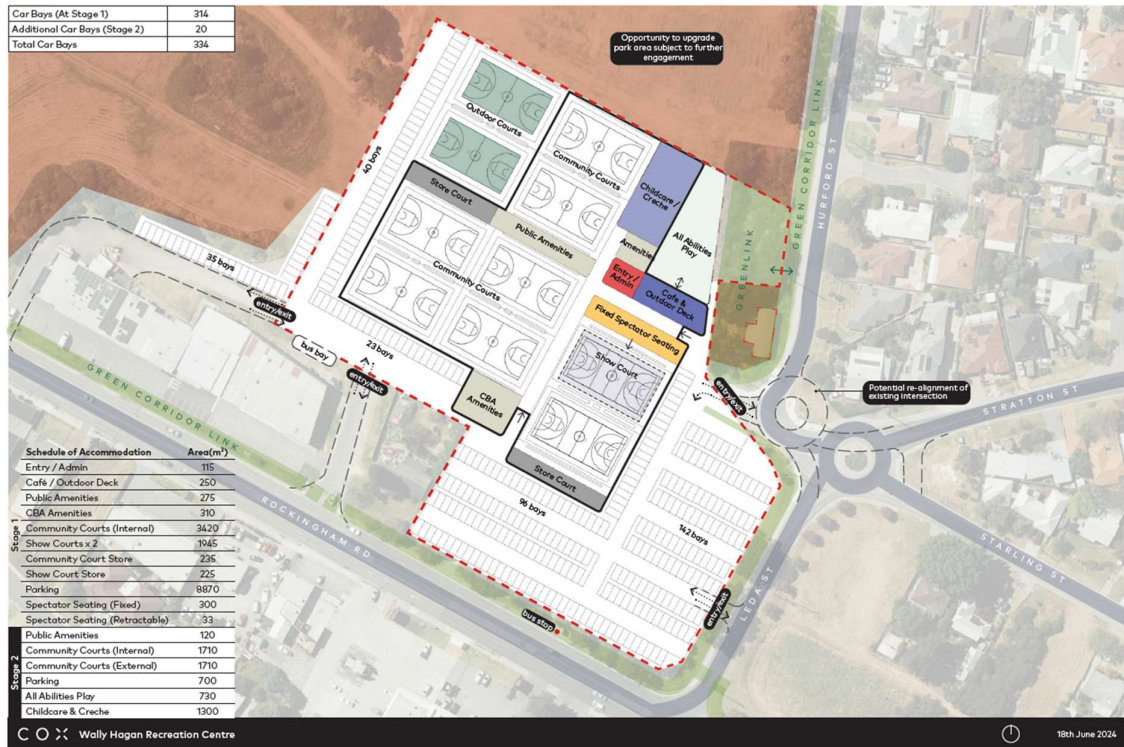 Car Bays (At Stage 1) 314
Additional Car Bays (Stage 2) 20
Total Car Bays 334
Opportunity to upgrade
park area subject to further
engagement
Outdoor Courts
Community Courts
40 bays
Store Court
Childcare /
Creche
Public Amenities
All Abilities
Play
Amenities
Entry /
Admin
Cafe &
Outdoor Deck
GREENLINK
GREEN CORRIDOR LINK
HURFORD ST
35 bays
Community Courts
entry/exit
bus bay
23 bays
entry/exit
Fixed Spectator Seating
Show Court
CBA
Amenities
Store Court
entry/exit
Potential re-alignment of
existing intersection
STRATTON ST
STARLING ST
GREEN CORRIDOR LINK
ROCKINGHAM RD
96 bays
142 bays
entry/exit
LEDA ST
bus stop
Schedule of Accommodation Area(m²)
Stage 1
Entry / Admin 115
Café / Outdoor Deck 250
Public Amenities 275
CBA Amenities 310
Community Courts (Internal) 3420
Show Courts x 2 1945
Community Court Store 235
Show Court Store 225
Parking 8870
Spectator Seating (Fixed) 300
Spectator Seating (Retractable) 33
Stage 2
Public Amenities 120
Community Courts (Internal) 1710
Community Courts (External) 1710
Parking 700
All Abilities Play 730
Childcare & Creche 1300
COX Wally Hagan Recreation Centre
18th June 2024